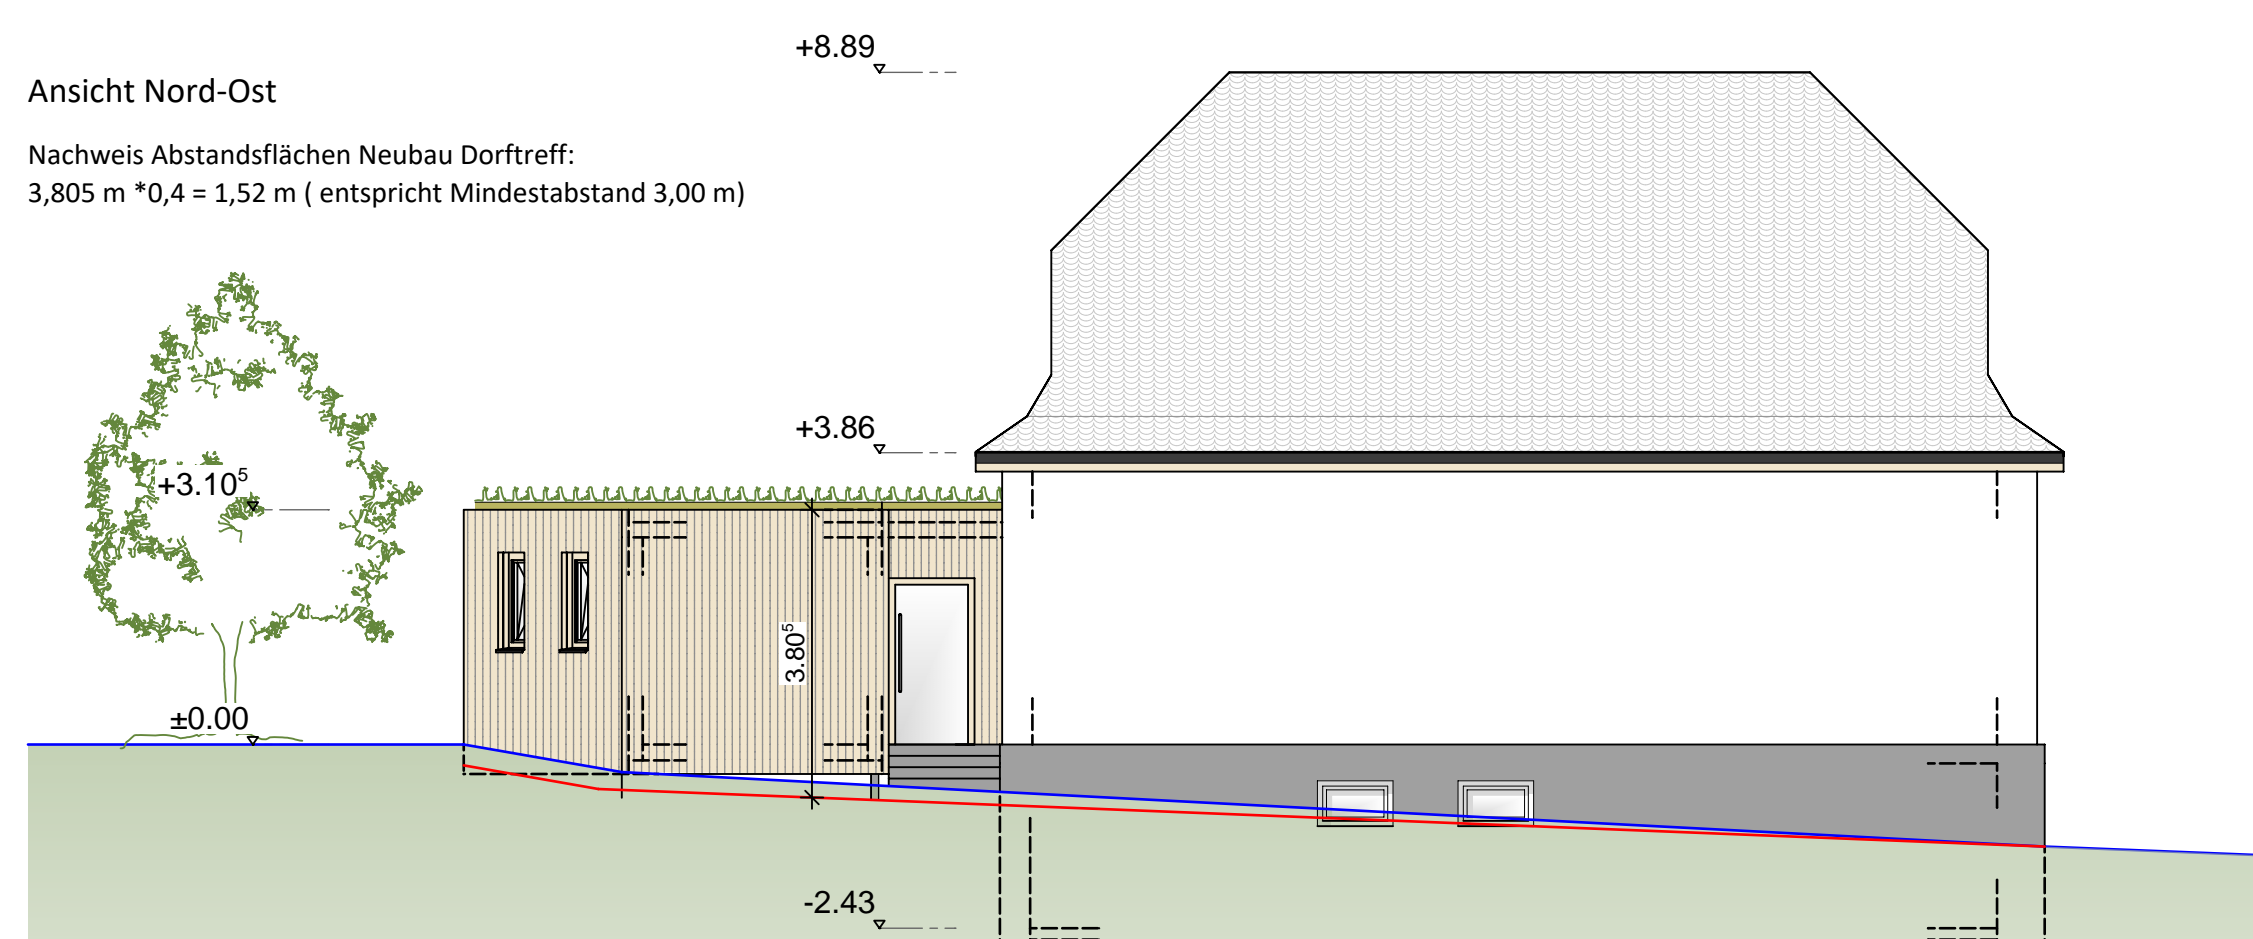 +8.89
Ansicht Nord-Ost
Nachweis Abstandsflächen Neubau Dorftreff:
3,805 m *0,4 = 1,52 m ( entspricht Mindestabstand 3,00 m)
+3.86
+3.10⁵
3.80⁵
±0.00
-2.43